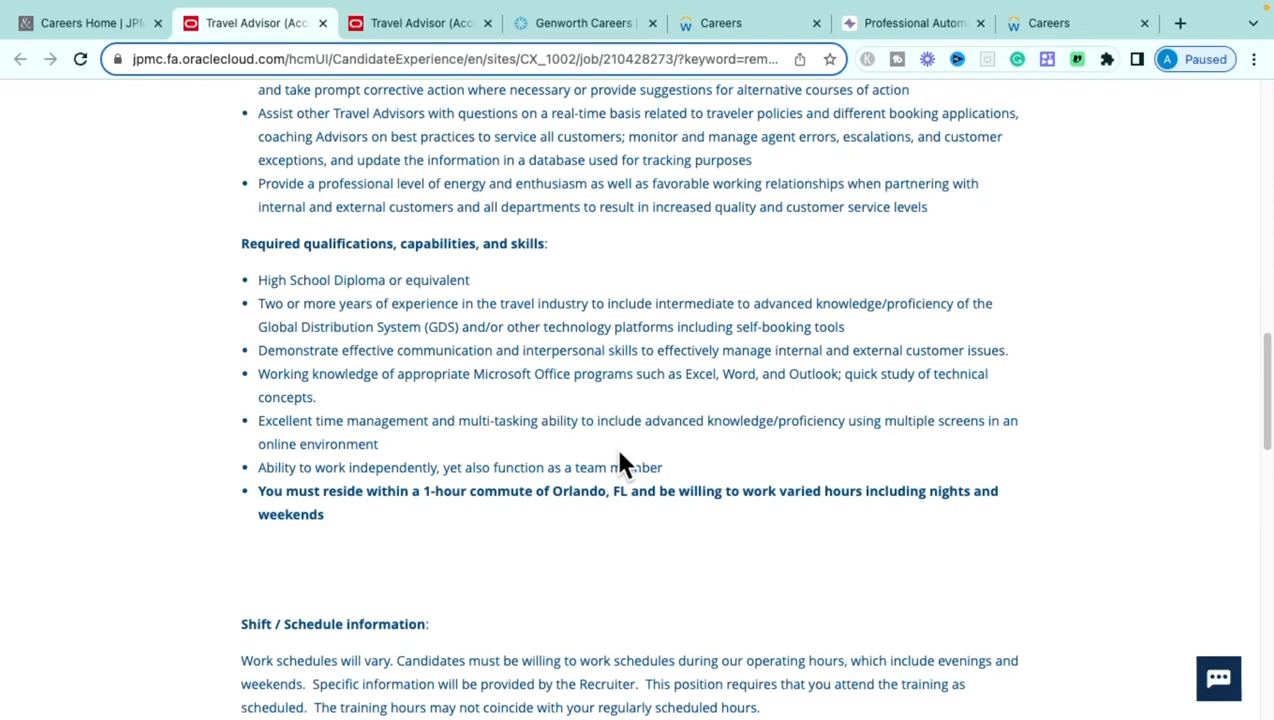 Careers Home | JPM
Travel Advisor (Acc
Travel Advisor (Acc
Genworth Careers |
Careers
Professional Autom
Careers
jpmc.fa.oraclecloud.com/hcmUI/CandidateExperience/en/sites/CX_1002/job/210428273/?keyword=rem...
A Paused
and take prompt corrective action where necessary or provide suggestions for alternative courses of action
• Assist other Travel Advisors with questions on a real-time basis related to traveler policies and different booking applications,
coaching Advisors on best practices to service all customers; monitor and manage agent errors, escalations, and customer
exceptions, and update the information in a database used for tracking purposes
• Provide a professional level of energy and enthusiasm as well as favorable working relationships when partnering with
internal and external customers and all departments to result in increased quality and customer service levels
Required qualifications, capabilities, and skills:
• High School Diploma or equivalent
• Two or more years of experience in the travel industry to include intermediate to advanced knowledge/proficiency of the
Global Distribution System (GDS) and/or other technology platforms including self-booking tools
• Demonstrate effective communication and interpersonal skills to effectively manage internal and external customer issues.
• Working knowledge of appropriate Microsoft Office programs such as Excel, Word, and Outlook; quick study of technical
concepts.
• Excellent time management and multi-tasking ability to include advanced knowledge/proficiency using multiple screens in an
online environment
• Ability to work independently, yet also function as a team member
• You must reside within a 1-hour commute of Orlando, FL and be willing to work varied hours including nights and
weekends
Shift / Schedule information:
Work schedules will vary. Candidates must be willing to work schedules during our operating hours, which include evenings and
weekends. Specific information will be provided by the Recruiter. This position requires that you attend the training as
scheduled. The training hours may not coincide with your regularly scheduled hours.